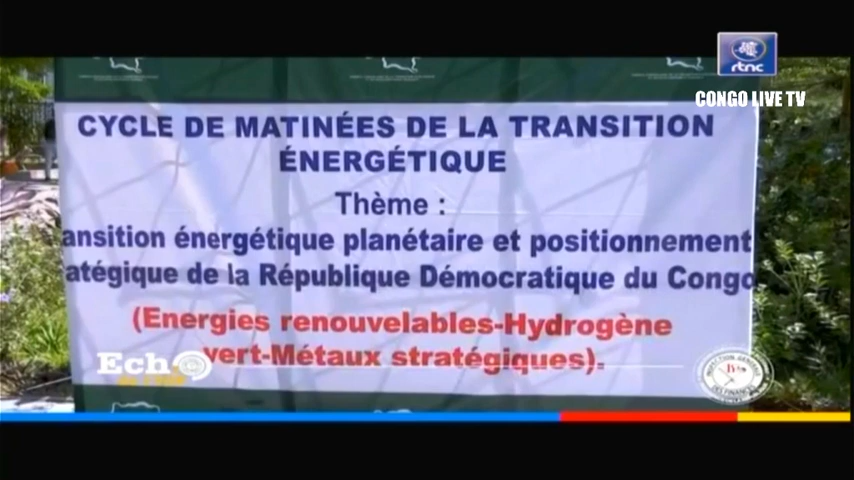 rtnc
CONGO LIVE TV
CYCLE DE MATINÉES DE LA TRANSITION
ÉNERGÉTIQUE
Thème :
ansition énergétique planétaire et positionnement
atégique de la République Démocratique du Congo
(Energies renouvelables-Hydrogène
vert-Métaux stratégiques).
Echo